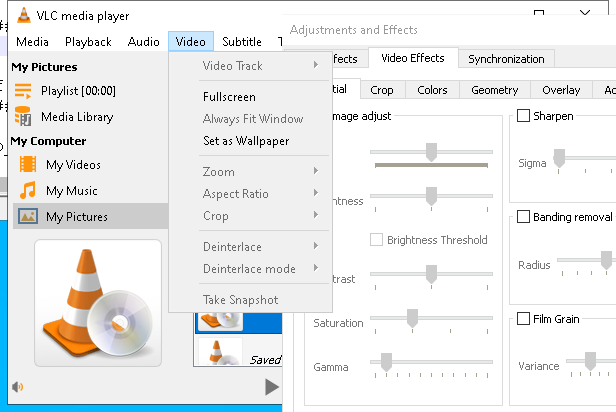 VLC media player
Media Playback Audio Video Subtitle
My Pictures
Playlist [00:00]
Media Library
My Computer
My Videos
My Music
My Pictures
Video Track
Fullscreen
Always Fit Window
Set as Wallpaper
Zoom
Aspect Ratio
Crop
Deinterlace
Deinterlace mode
Take Snapshot
Saved
Adjustments and Effects
ffects Video Effects Synchronization
tial Crop Colors Geometry Overlay
mage adjust
ntness
Brightness Threshold
trast
Saturation
Gamma
Sharpen
Sigma
Banding removal
Radius
Film Grain
Variance